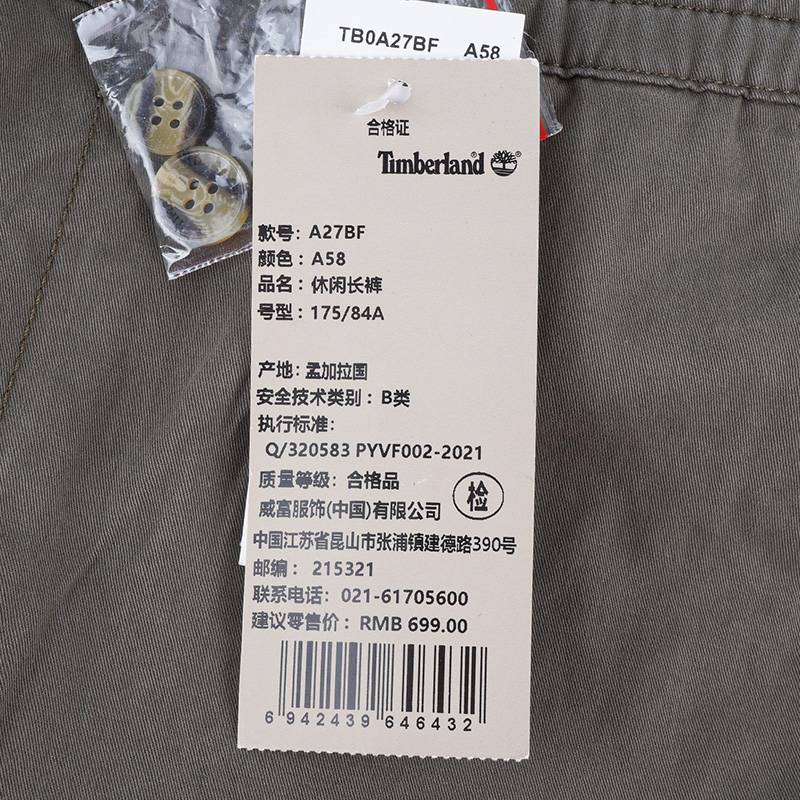 TB0A27BF A58
合格证
Timberland
款号: A27BF
颜色: A58
品名: 休闲长裤
号型: 175/84A
产地: 孟加拉国
安全技术类别: B类
执行标准:
Q/320583 PYVF002-2021
质量等级: 合格品
检
威富服饰(中国)有限公司
中国江苏省昆山市张浦镇建德路390号
邮编: 215321
联系电话: 021-61705600
建议零售价: RMB 699.00
6 942439 646432